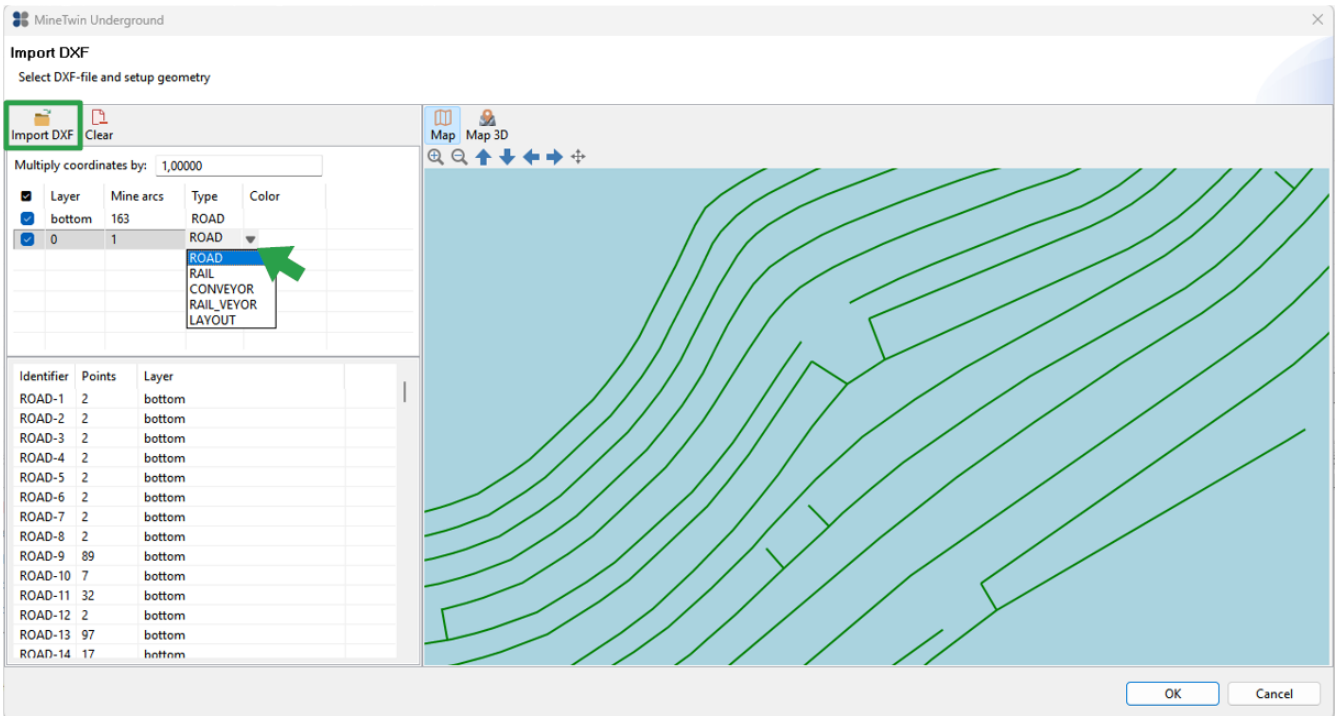 MineTwin Underground
Import DXF
Select DXF-file and setup geometry
Import DXF Clear
Multiply coordinates by: 1,00000
Layer Mine arcs Type Color
bottom 163 ROAD
0 1 ROAD
ROAD
RAIL
CONVEYOR
RAIL_VEYOR
LAYOUT
Identifier Points Layer
ROAD-1 2 bottom
ROAD-2 2 bottom
ROAD-3 2 bottom
ROAD-4 2 bottom
ROAD-5 2 bottom
ROAD-6 2 bottom
ROAD-7 2 bottom
ROAD-8 2 bottom
ROAD-9 89 bottom
ROAD-10 7 bottom
ROAD-11 32 bottom
ROAD-12 2 bottom
ROAD-13 97 bottom
ROAD-14 17 bottom
Map Map 3D
OK Cancel